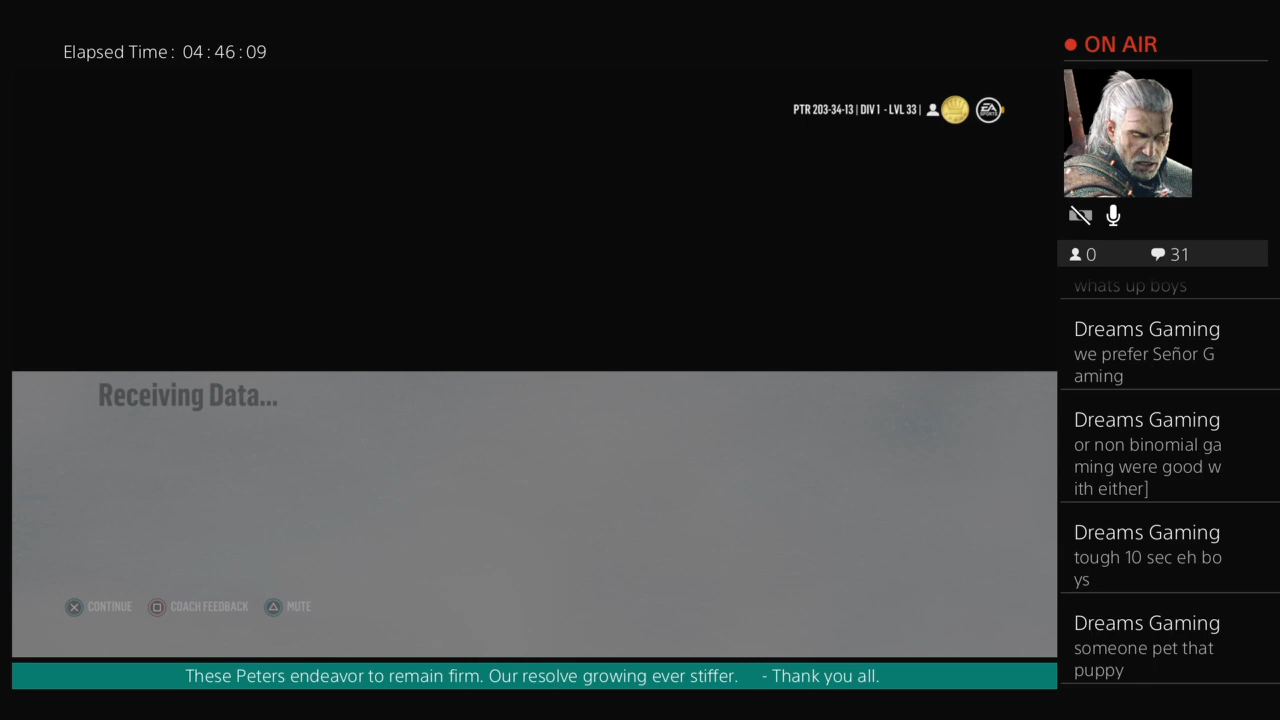 Elapsed Time: 04:46:09
ON AIR
PTR 203-34-13 | DIV 1 - LVL 33 |
EA
SPORTS
0 31
whats up boys
Dreams Gaming
we prefer Señor G
aming
Dreams Gaming
or non binomial ga
ming were good w
ith either]
Dreams Gaming
tough 10 sec eh bo
ys
Dreams Gaming
someone pet that
puppy
Receiving Data...
CONTINUE COACH FEEDBACK MUTE
These Peters endeavor to remain firm. Our resolve growing ever stiffer. - Thank you all.